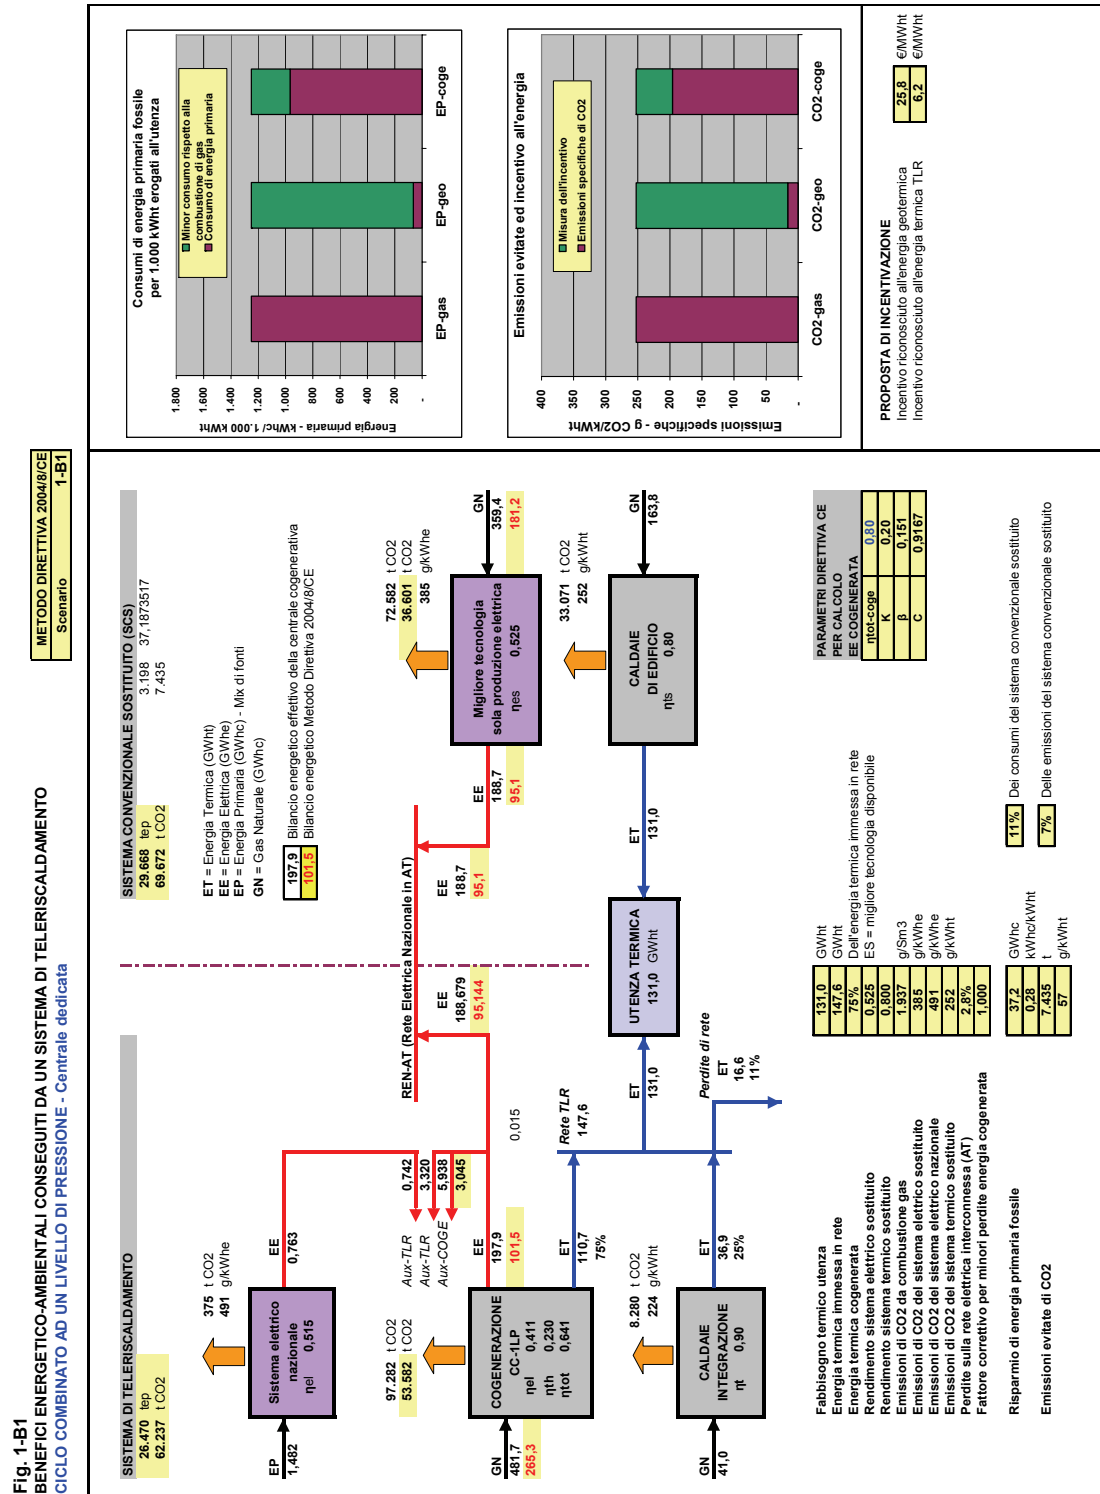 Fig. 1-B1
BENEFICI ENERGETICO-AMBIENTALI CONSEGUITI DA UN SISTEMA DI TELERISCALDAMENTO
CICLO COMBINATO AD UN LIVELLO DI PRESSIONE - Centrale dedicata
METODO DIRETTIVA 2004/8/CE
Scenario 1-B1
SISTEMA DI TELERISCALDAMENTO
26.470 tep
62.237 t CO2
SISTEMA CONVENZIONALE SOSTITUITO (SCS)
29.668 tep 3.198 37,1873517
69.672 t CO2 7.435
ET = Energia Termica (GWht)
EE = Energia Elettrica (GWhe)
EP = Energia Primaria (GWhc) - Mix di fonti
GN = Gas Naturale (GWhc)
197,9 Bilancio energetico effettivo della centrale cogenerativa
101,5 Bilancio energetico Metodo Direttiva 2004/8/CE
375 t CO2
491 g/kWhe
EP
1,482
Sistema elettrico
nazionale
ηel 0,515
EE
0,763
REN-AT (Rete Elettrica Nazionale in AT)
Aux-TLR 0,742
Aux-TLR 3,320
Aux-COGE 5,938
3,045
97.282 t CO2
53.582 t CO2
GN
481,7
265,3
COGENERAZIONE
CC-1LP
ηel 0,411
ηth 0,230
ηtot 0,641
EE
197,9
101,5
0,015
EE
188,679
95,144
EE
188,7
95,1
EE
188,7
95,1
72.582 t CO2
36.601 t CO2
385 g/kWhe
Migliore tecnologia
sola produzione elettrica
ηes 0,525
GN
359,4
181,2
ET
110,7
75%
Rete TLR
147,6
ET
131,0
UTENZA TERMICA
131,0 GWht
ET
131,0
33.071 t CO2
252 g/kWht
CALDAIE
DI EDIFICIO
ηts 0,80
GN
163,8
8.280 t CO2
224 g/kWht
GN
41,0
CALDAIE
INTEGRAZIONE
ηt 0,90
ET
36,9
25%
Perdite di rete
ET
16,6
11%
Fabbisogno termico utenza 131,0 GWht
Energia termica immessa in rete 147,6 GWht
Energia termica cogenerata 75% Dell'energia termica immessa in rete
Rendimento sistema elettrico sostituito 0,525 ES = migliore tecnologia disponibile
Rendimento sistema termico sostituito 0,800
Emissioni di CO2 da combustione gas 1.937 g/Sm3
Emissioni di CO2 del sistema elettrico sostituito 385 g/kWhe
Emissioni di CO2 del sistema elettrico nazionale 491 g/kWhe
Emissioni di CO2 del sistema termico sostituito 252 g/kWht
Perdite sulla rete elettrica interconnessa (AT) 2,8%
Fattore correttivo per minori perdite energia cogenerata 1,000
Risparmio di energia primaria fossile 37,2 GWhc 11% Dei consumi del sistema convenzionale sostituito
0,28 kWhc/kWht
Emissioni evitate di CO2 7.435 t 7% Delle emissioni del sistema convenzionale sostituito
57 g/kWht
PARAMETRI DIRETTIVA CE
PER CALCOLO
EE COGENERATA
ηtot-coge 0,80
K 0,20
β 0,151
C 0,9167
Consumi di energia primaria fossile
per 1.000 kWht erogati all'utenza
Minor consumo rispetto alla
combustione di gas
Consumo di energia primaria
Energia primaria - kWhc / 1.000 kWht
1.800
1.600
1.400
1.200
1.000
800
600
400
200
-
EP-gas EP-geo EP-coge
Emissioni evitate ed incentivo all'energia
Misura dell'incentivo
Emissioni specifiche di CO2
Emissioni specifiche - g CO2/kWht
400
350
300
250
200
150
100
50
-
CO2-gas CO2-geo CO2-coge
PROPOSTA DI INCENTIVAZIONE
Incentivo riconosciuto all'energia geotermica 25,8 €/MWht
Incentivo riconosciuto all'energia termica TLR 6,2 €/MWht